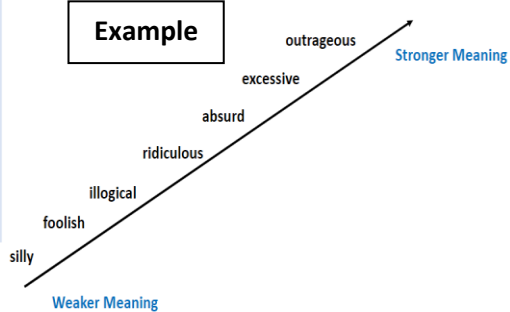 Example
outrageous
Stronger Meaning
excessive
absurd
ridiculous
illogical
foolish
silly
Weaker Meaning